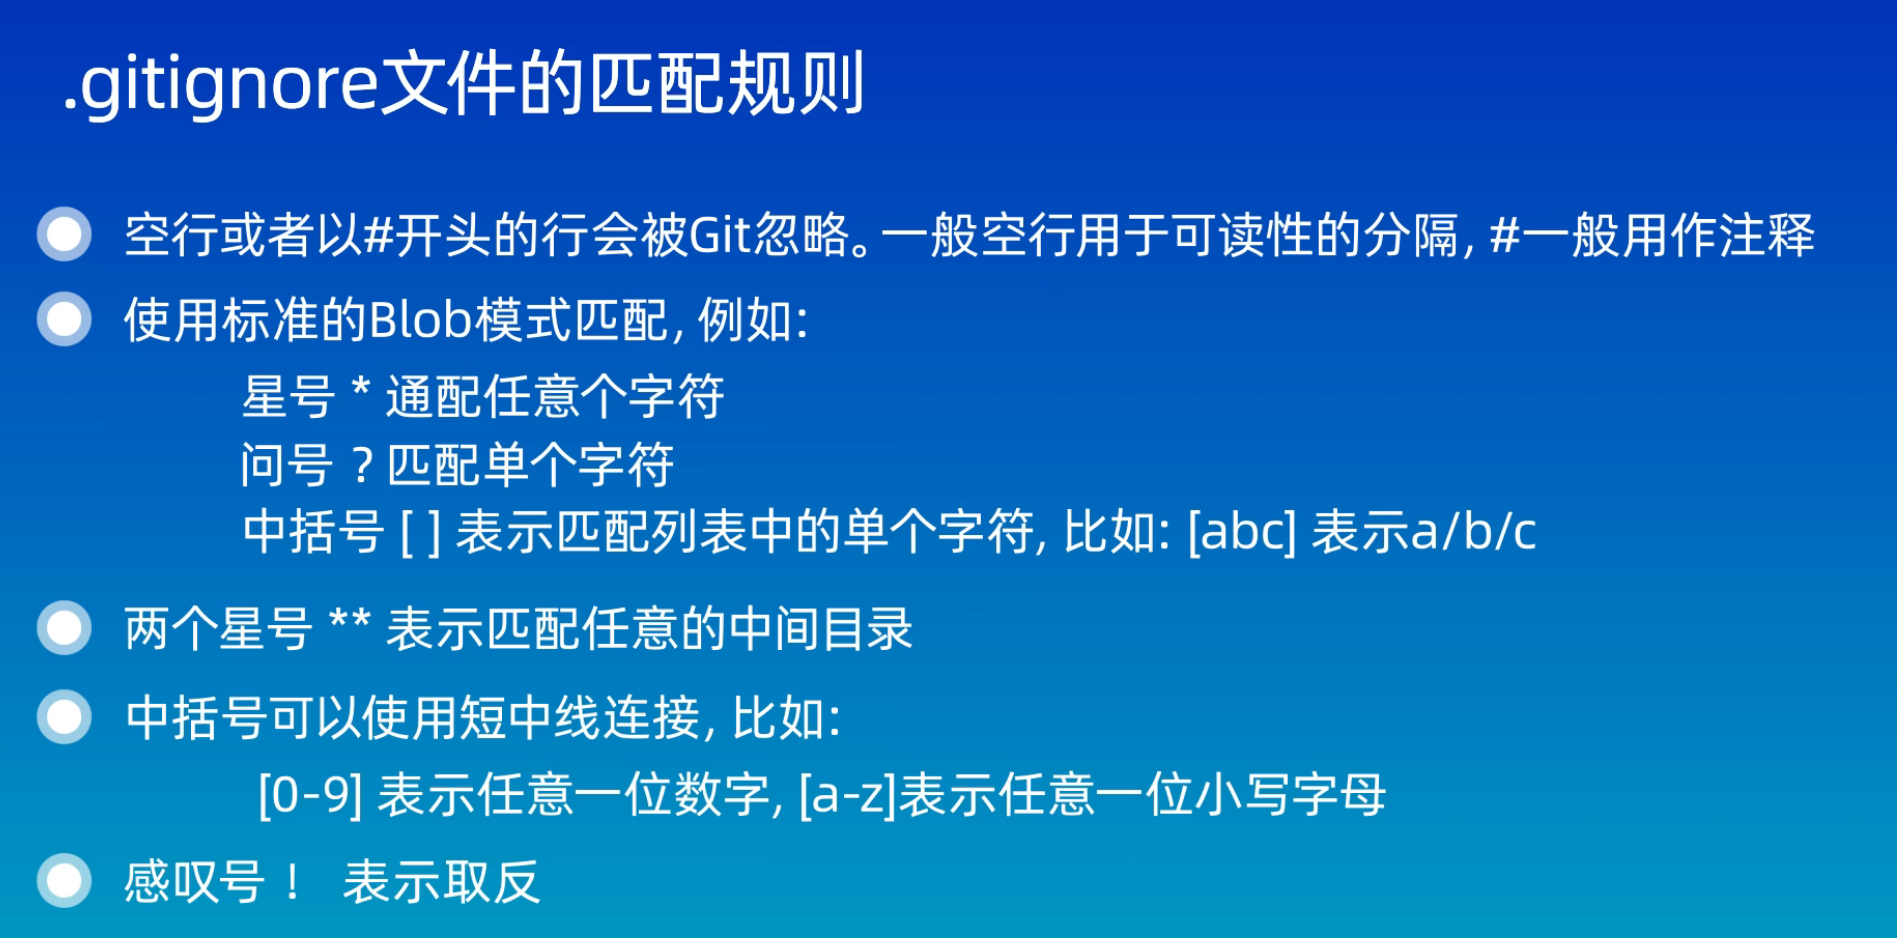 .gitignore文件的匹配规则
空行或者以#开头的行会被Git忽略。一般空行用于可读性的分隔, #一般用作注释
使用标准的Blob模式匹配, 例如:
星号 * 通配任意个字符
问号 ? 匹配单个字符
中括号 [ ] 表示匹配列表中的单个字符, 比如: [abc] 表示a/b/c
两个星号 ** 表示匹配任意的中间目录
中括号可以使用短中线连接, 比如:
[0-9] 表示任意一位数字, [a-z]表示任意一位小写字母
感叹号 ！ 表示取反